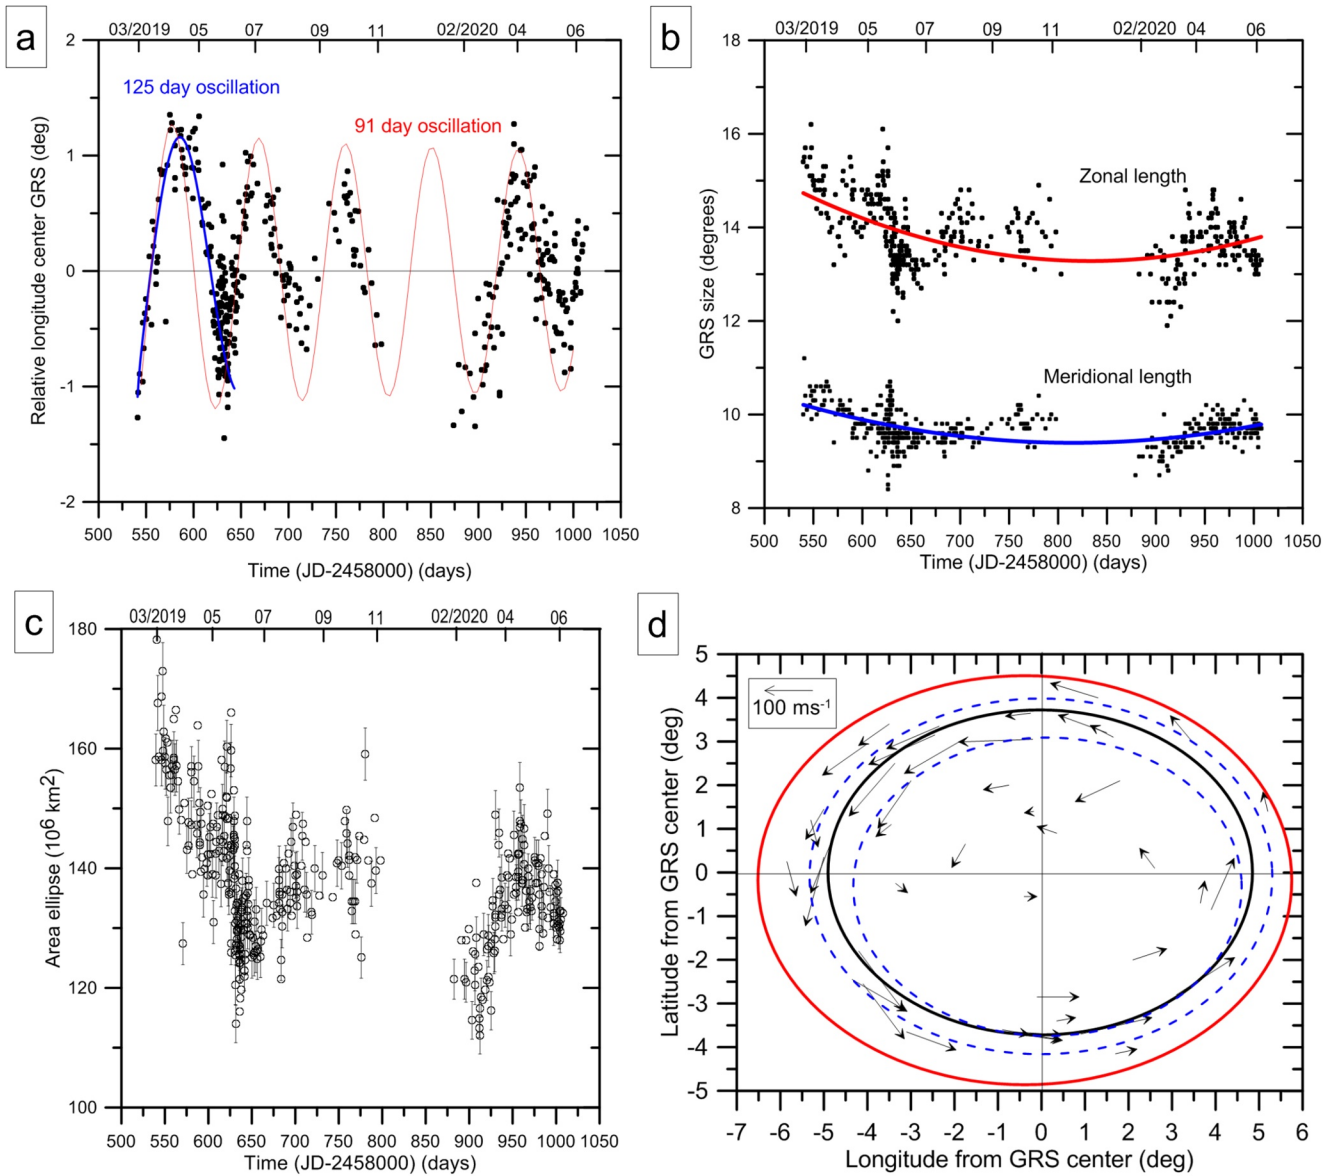 a
03/2019 05 07 09 11 02/2020 04 06
2
1
0
-1
-2
125 day oscillation
91 day oscillation
Relative longitude center GRS (deg)
500 550 600 650 700 750 800 850 900 950 1000 1050
Time (JD-2458000) (days)
b
03/2019 05 07 09 11 02/2020 04 06
18
16
14
12
10
8
Zonal length
Meridional length
GRS size (degrees)
500 550 600 650 700 750 800 850 900 950 1000 1050
Time (JD-2458000) (days)
c
03/2019 05 07 09 11 02/2020 04 06
180
160
140
120
100
Area ellipse (10⁶ km2)
500 550 600 650 700 750 800 850 900 950 1000 1050
Time (JD-2458000) (days)
d
5
4
3
2
1
0
-1
-2
-3
-4
-5
100 ms⁻¹
Latitude from GRS center (deg)
-7 -6 -5 -4 -3 -2 -1 0 1 2 3 4 5 6
Longitude from GRS center (deg)